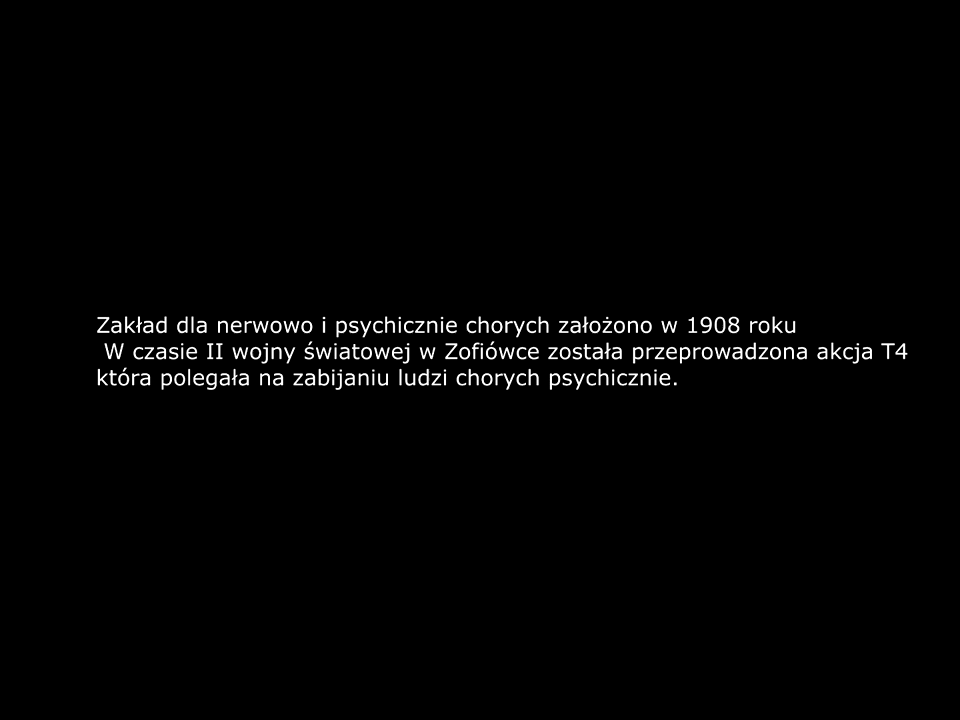 Zakład dla nerwowo i psychicznie chorych założono w 1908 roku
W czasie II wojny światowej w Zofiówce została przeprowadzona akcja T4
która polegała na zabijaniu ludzi chorych psychicznie.